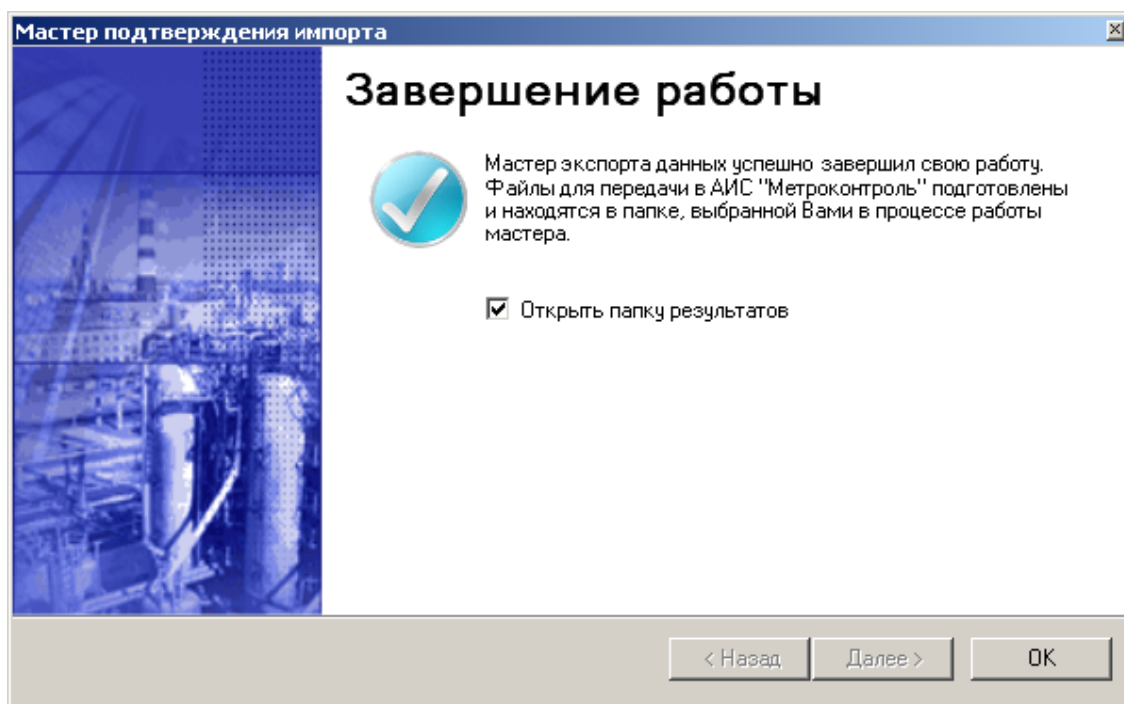 Мастер подтверждения импорта
Завершение работы
Мастер экспорта данных успешно завершил свою работу.
Файлы для передачи в АИС "Метроконтроль" подготовлены
и находятся в папке, выбранной Вами в процессе работы
мастера.
Открыть папку результатов
< Назад
Далее >
OK